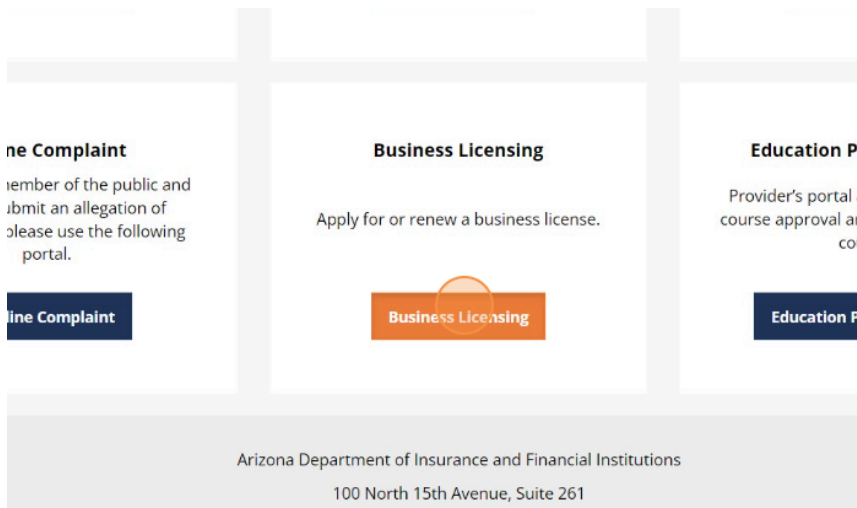 ne Complaint
ember of the public and
ubmit an allegation of
please use the following
portal.
line Complaint
Business Licensing
Apply for or renew a business license.
Business Licensing
Education P
Provider's portal
course approval a
co
Education P
Arizona Department of Insurance and Financial Institutions
100 North 15th Avenue, Suite 261